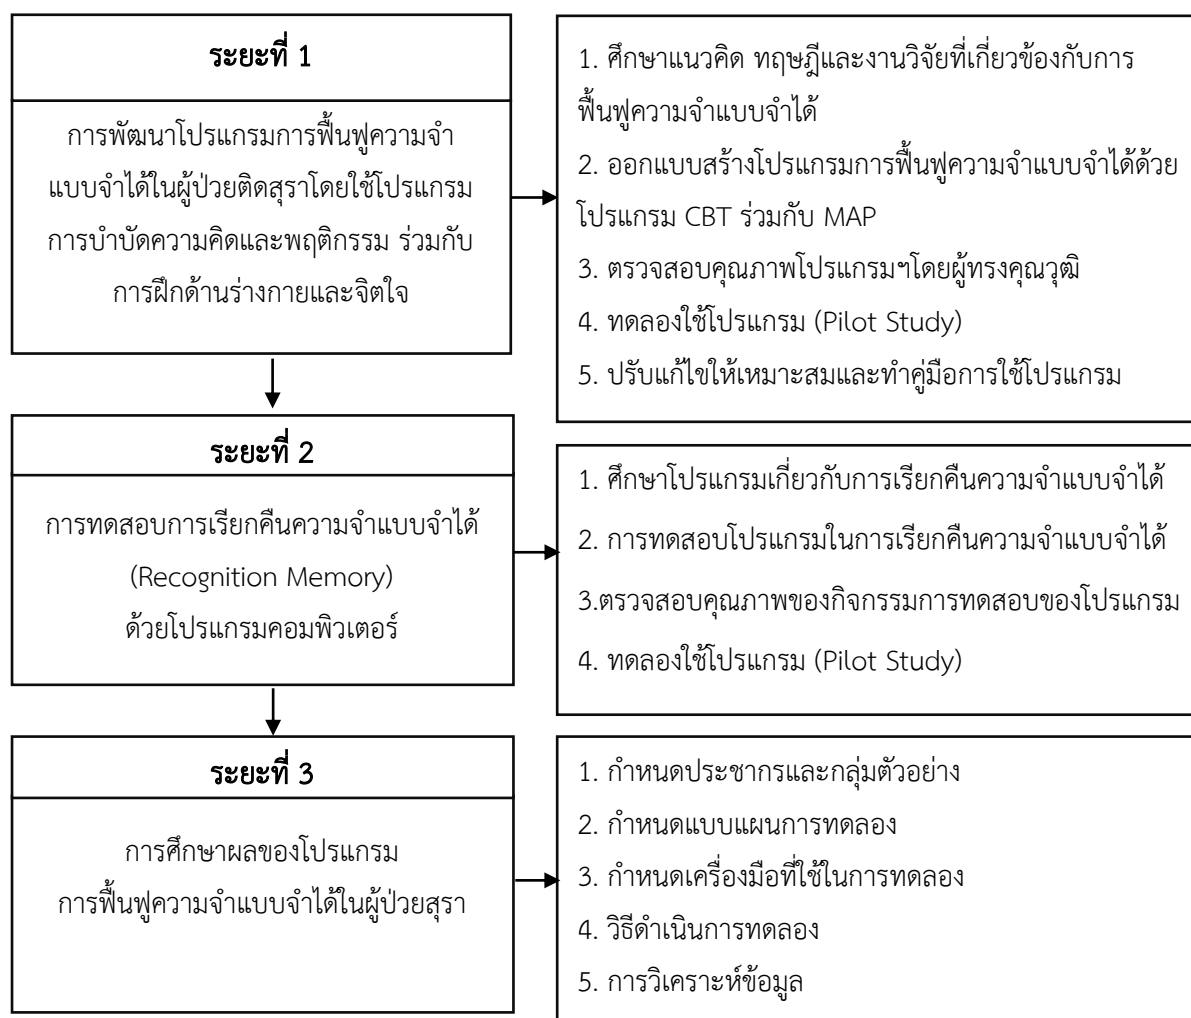 ระยะที่ 1
การพัฒนาโปรแกรมการฟื้นฟูความจำ
แบบจำได้ในผู้ป่วยติดสุราโดยใช้โปรแกรม
การบำบัดความคิดและพฤติกรรม ร่วมกับ
การฝึกด้านร่างกายและจิตใจ
1. ศึกษาแนวคิด ทฤษฎีและงานวิจัยที่เกี่ยวข้องกับการ
ฟื้นฟูความจำแบบจำได้
2. ออกแบบสร้างโปรแกรมการฟื้นฟูความจำแบบจำได้ด้วย
โปรแกรม CBT ร่วมกับ MAP
3. ตรวจสอบคุณภาพโปรแกรมฯโดยผู้ทรงคุณวุฒิ
4. ทดลองใช้โปรแกรม (Pilot Study)
5. ปรับแก้ไขให้เหมาะสมและทำคู่มือการใช้โปรแกรม
ระยะที่ 2
การทดสอบการเรียกคืนความจำแบบจำได้
(Recognition Memory)
ด้วยโปรแกรมคอมพิวเตอร์
1. ศึกษาโปรแกรมเกี่ยวกับการเรียกคืนความจำแบบจำได้
2. การทดสอบโปรแกรมในการเรียกคืนความจำแบบจำได้
3.ตรวจสอบคุณภาพของกิจกรรมการทดสอบของโปรแกรม
4. ทดลองใช้โปรแกรม (Pilot Study)
ระยะที่ 3
การศึกษาผลของโปรแกรม
การฟื้นฟูความจำแบบจำได้ในผู้ป่วยสุรา
1. กำหนดประชากรและกลุ่มตัวอย่าง
2. กำหนดแบบแผนการทดลอง
3. กำหนดเครื่องมือที่ใช้ในการทดลอง
4. วิธีดำเนินการทดลอง
5. การวิเคราะห์ข้อมูล